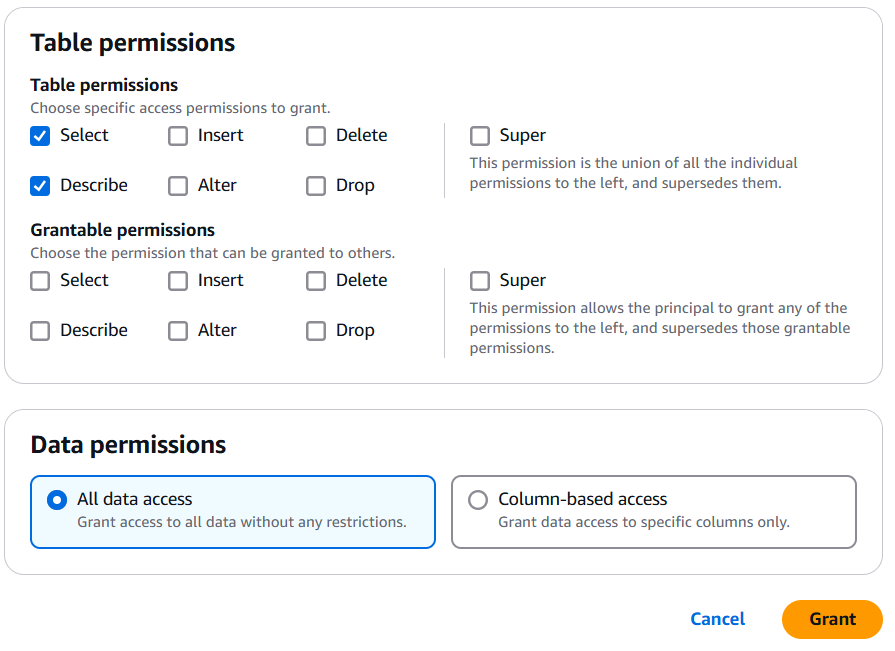 Table permissions
Table permissions
Choose specific access permissions to grant.
Select Insert Delete Super
This permission is the union of all the individual
permissions to the left, and supersedes them.
Describe Alter Drop
Grantable permissions
Choose the permission that can be granted to others.
Select Insert Delete Super
This permission allows the principal to grant any of the
Describe Alter Drop permissions to the left, and supersedes those grantable
permissions.
Data permissions
All data access
Grant access to all data without any restrictions.
Column-based access
Grant data access to specific columns only.
Cancel Grant